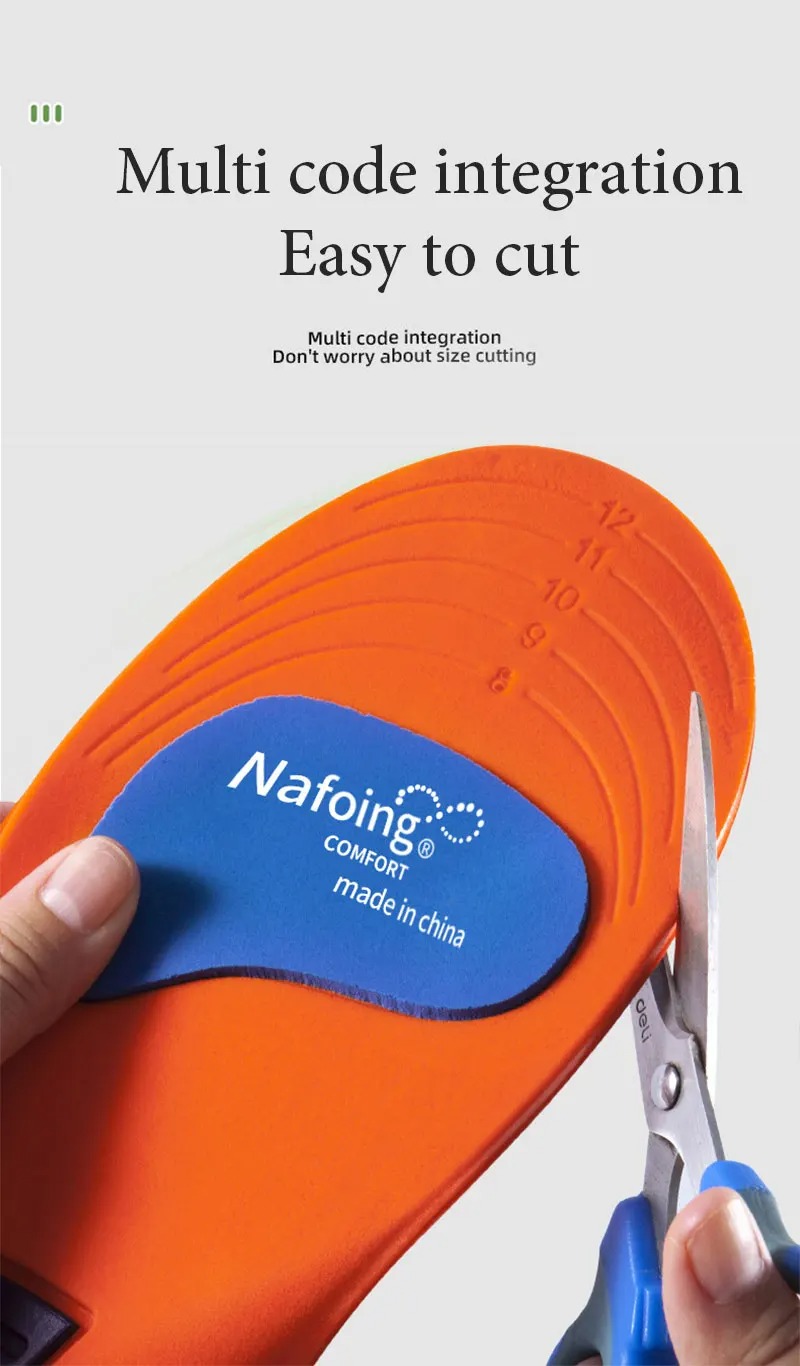 Multi code integration
Easy to cut
Multi code integration
Don't worry about size cutting
12
11
10
9
8
Nafoing®
COMFORT
made in china
deli